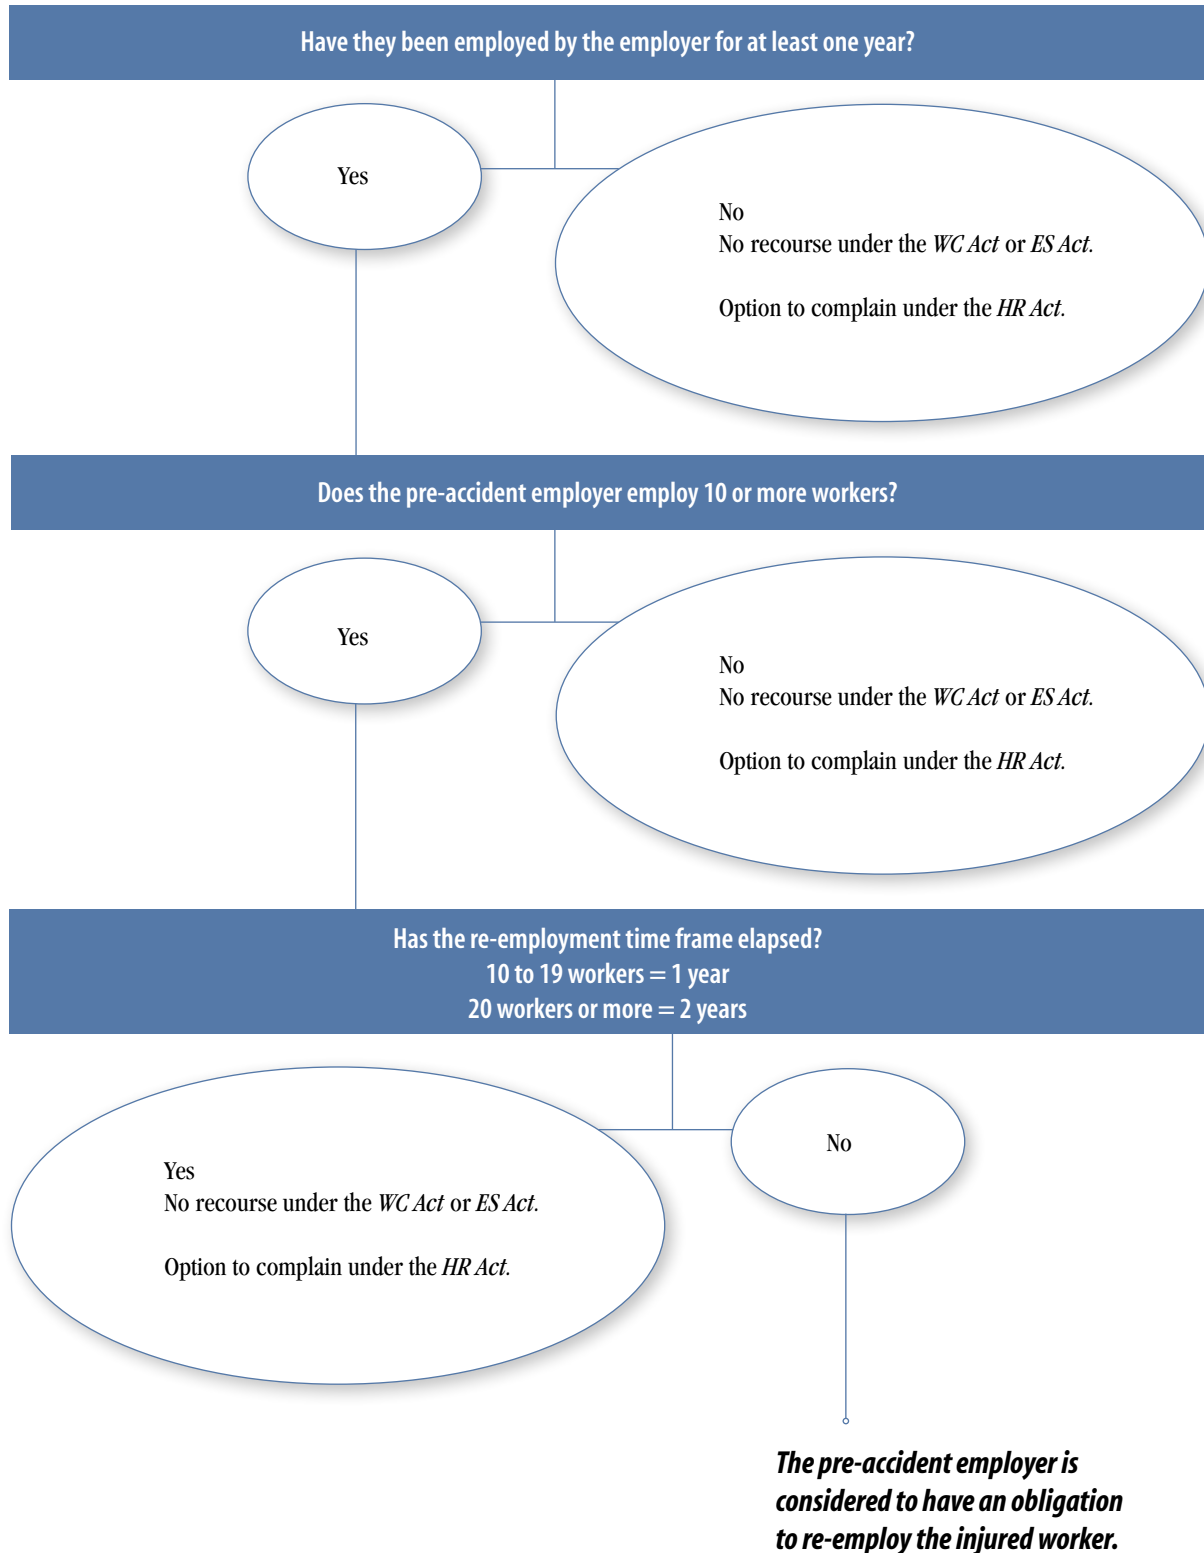 Have they been employed by the employer for at least one year?
Yes
No
No recourse under the WC Act or ES Act.
Option to complain under the HR Act.
Does the pre-accident employer employ 10 or more workers?
Yes
No
No recourse under the WC Act or ES Act.
Option to complain under the HR Act.
Has the re-employment time frame elapsed?
10 to 19 workers = 1 year
20 workers or more = 2 years
Yes
No recourse under the WC Act or ES Act.
Option to complain under the HR Act.
No
The pre-accident employer is
considered to have an obligation
to re-employ the injured worker.